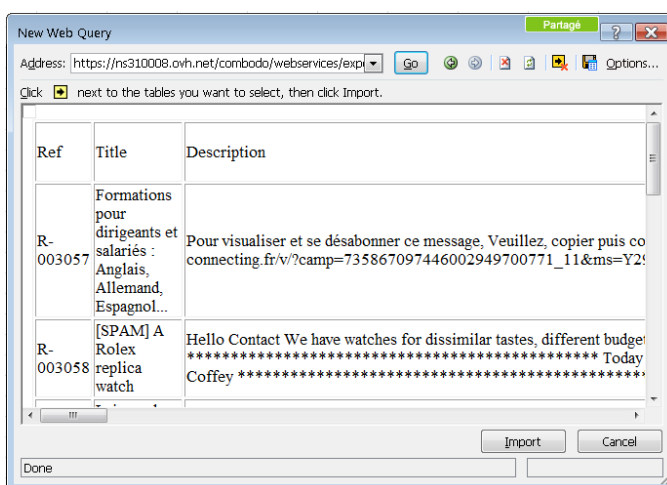 New Web Query
Partagé
Address: https://ns310008.ovh.net/combodo/webservices/exp
Go
Options...
Click next to the tables you want to select, then click Import.
Ref Title Description
R-003057
Formations
pour
dirigeants et
salariés :
Anglais,
Allemand,
Espagnol...
Pour visualiser et se désabonner ce message, Veuillez, copier puis co
connecting.fr/v/?camp=735867097446002949700771_11&ms=Y29
R-003058
[SPAM] A
Rolex
replica
watch
Hello Contact We have watches for dissimilar tastes, different budget
*********************************************** Today
Coffey ***********************************************
Import
Cancel
Done